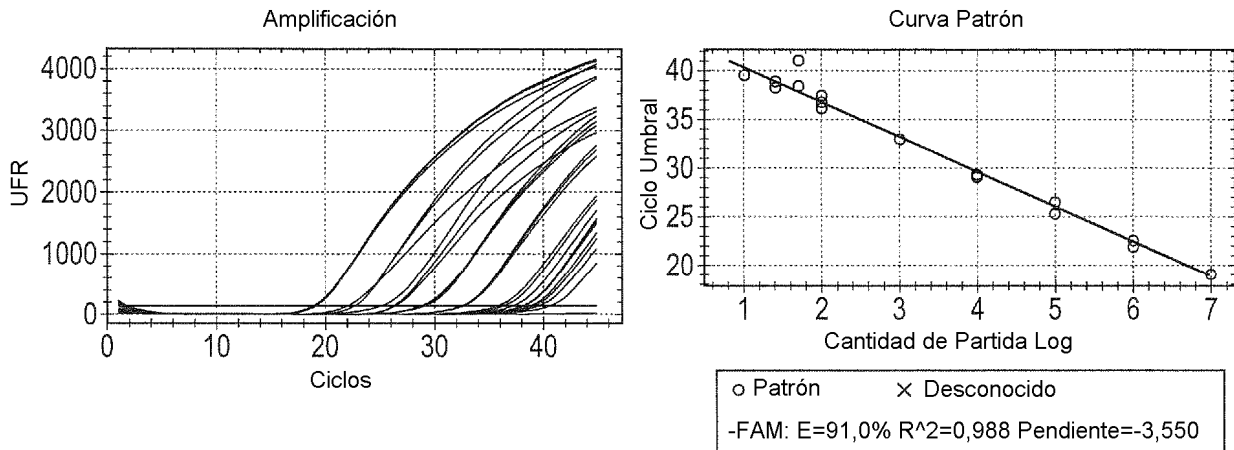 Amplificación
4000
3000
2000
1000
0
UFR
0
10
20
30
40
Ciclos
Curva Patrón
40
35
30
25
20
Ciclo Umbral
1
2
3
4
5
6
7
Cantidad de Partida Log
o Patrón × Desconocido
-FAM: E=91,0% R^2=0,988 Pendiente=-3,550